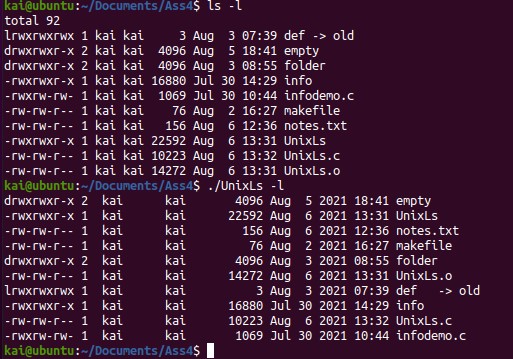 kai@ubuntu:~/Documents/Ass4$ ls -l
total 92
lrwxrwxrwx 1 kai kai     3 Aug  3 07:39 def -> old
drwxrwxr-x 2 kai kai  4096 Aug  5 18:41 empty
drwxrwxr-x 2 kai kai  4096 Aug  3 08:55 folder
-rwxrwxr-x 1 kai kai 16880 Jul 30 14:29 info
-rwxrw-rw- 1 kai kai  1069 Jul 30 10:44 infodemo.c
-rw-rw-r-- 1 kai kai    76 Aug  2 16:27 makefile
-rw-rw-r-- 1 kai kai   156 Aug  6 12:36 notes.txt
-rwxrwxr-x 1 kai kai 22592 Aug  6 13:31 UnixLs
-rw-rw-r-- 1 kai kai 10223 Aug  6 13:32 UnixLs.c
-rw-rw-r-- 1 kai kai 14272 Aug  6 13:31 UnixLs.o
kai@ubuntu:~/Documents/Ass4$ ./UnixLs -l
drwxrwxr-x 2  kai     kai       4096 Aug  5 2021 18:41 empty
-rwxrwxr-x 1  kai     kai      22592 Aug  6 2021 13:31 UnixLs
-rw-rw-r-- 1  kai     kai        156 Aug  6 2021 12:36 notes.txt
-rw-rw-r-- 1  kai     kai         76 Aug  2 2021 16:27 makefile
drwxrwxr-x 2  kai     kai       4096 Aug  3 2021 08:55 folder
-rw-rw-r-- 1  kai     kai      14272 Aug  6 2021 13:31 UnixLs.o
lrwxrwxrwx 1  kai     kai          3 Aug  3 2021 07:39 def   -> old
-rwxrwxr-x 1  kai     kai      16880 Jul 30 2021 14:29 info
-rw-rw-r-- 1  kai     kai      10223 Aug  6 2021 13:32 UnixLs.c
-rwxrw-rw- 1  kai     kai       1069 Jul 30 2021 10:44 infodemo.c
kai@ubuntu:~/Documents/Ass4$